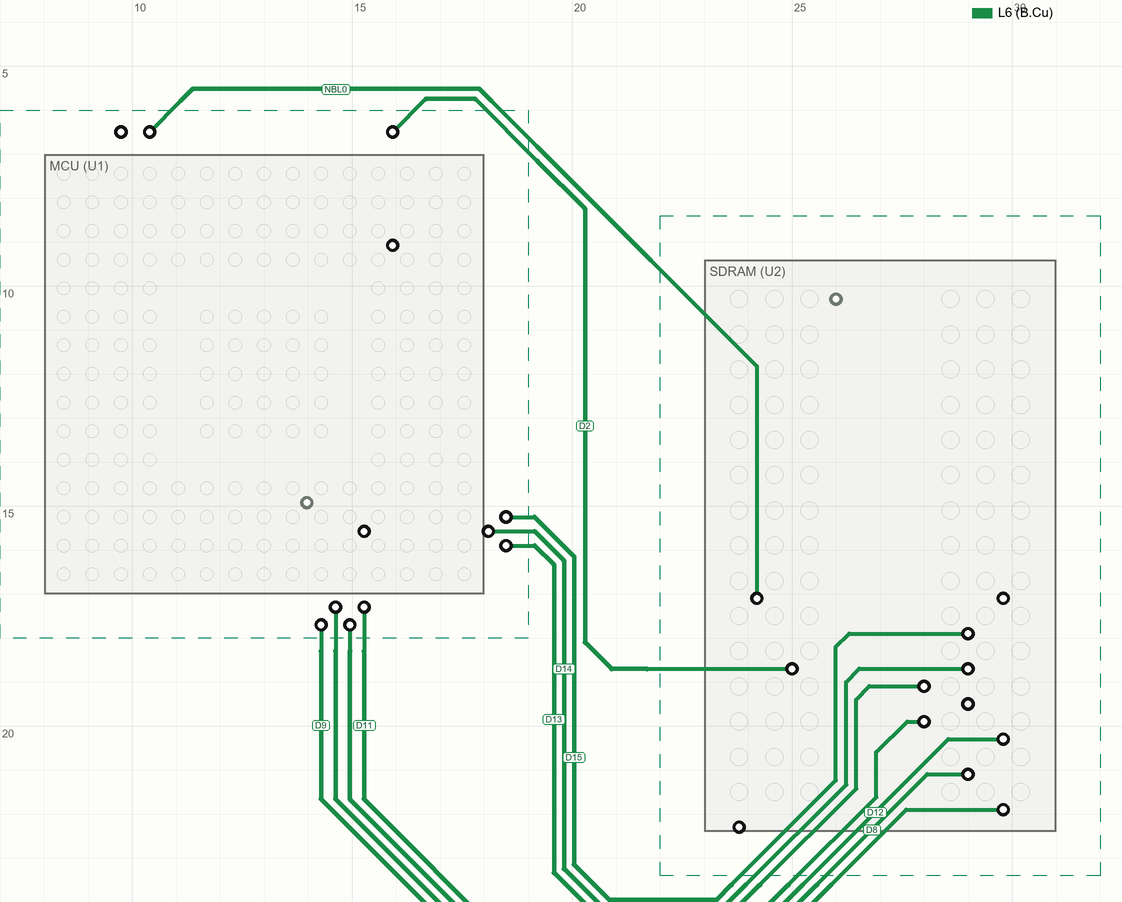 10
15
20
25
30
L6 (B.Cu)
5
NBL0
MCU (U1)
SDRAM (U2)
10
D2
15
D14
D13
D9
D11
20
D15
D12
D8